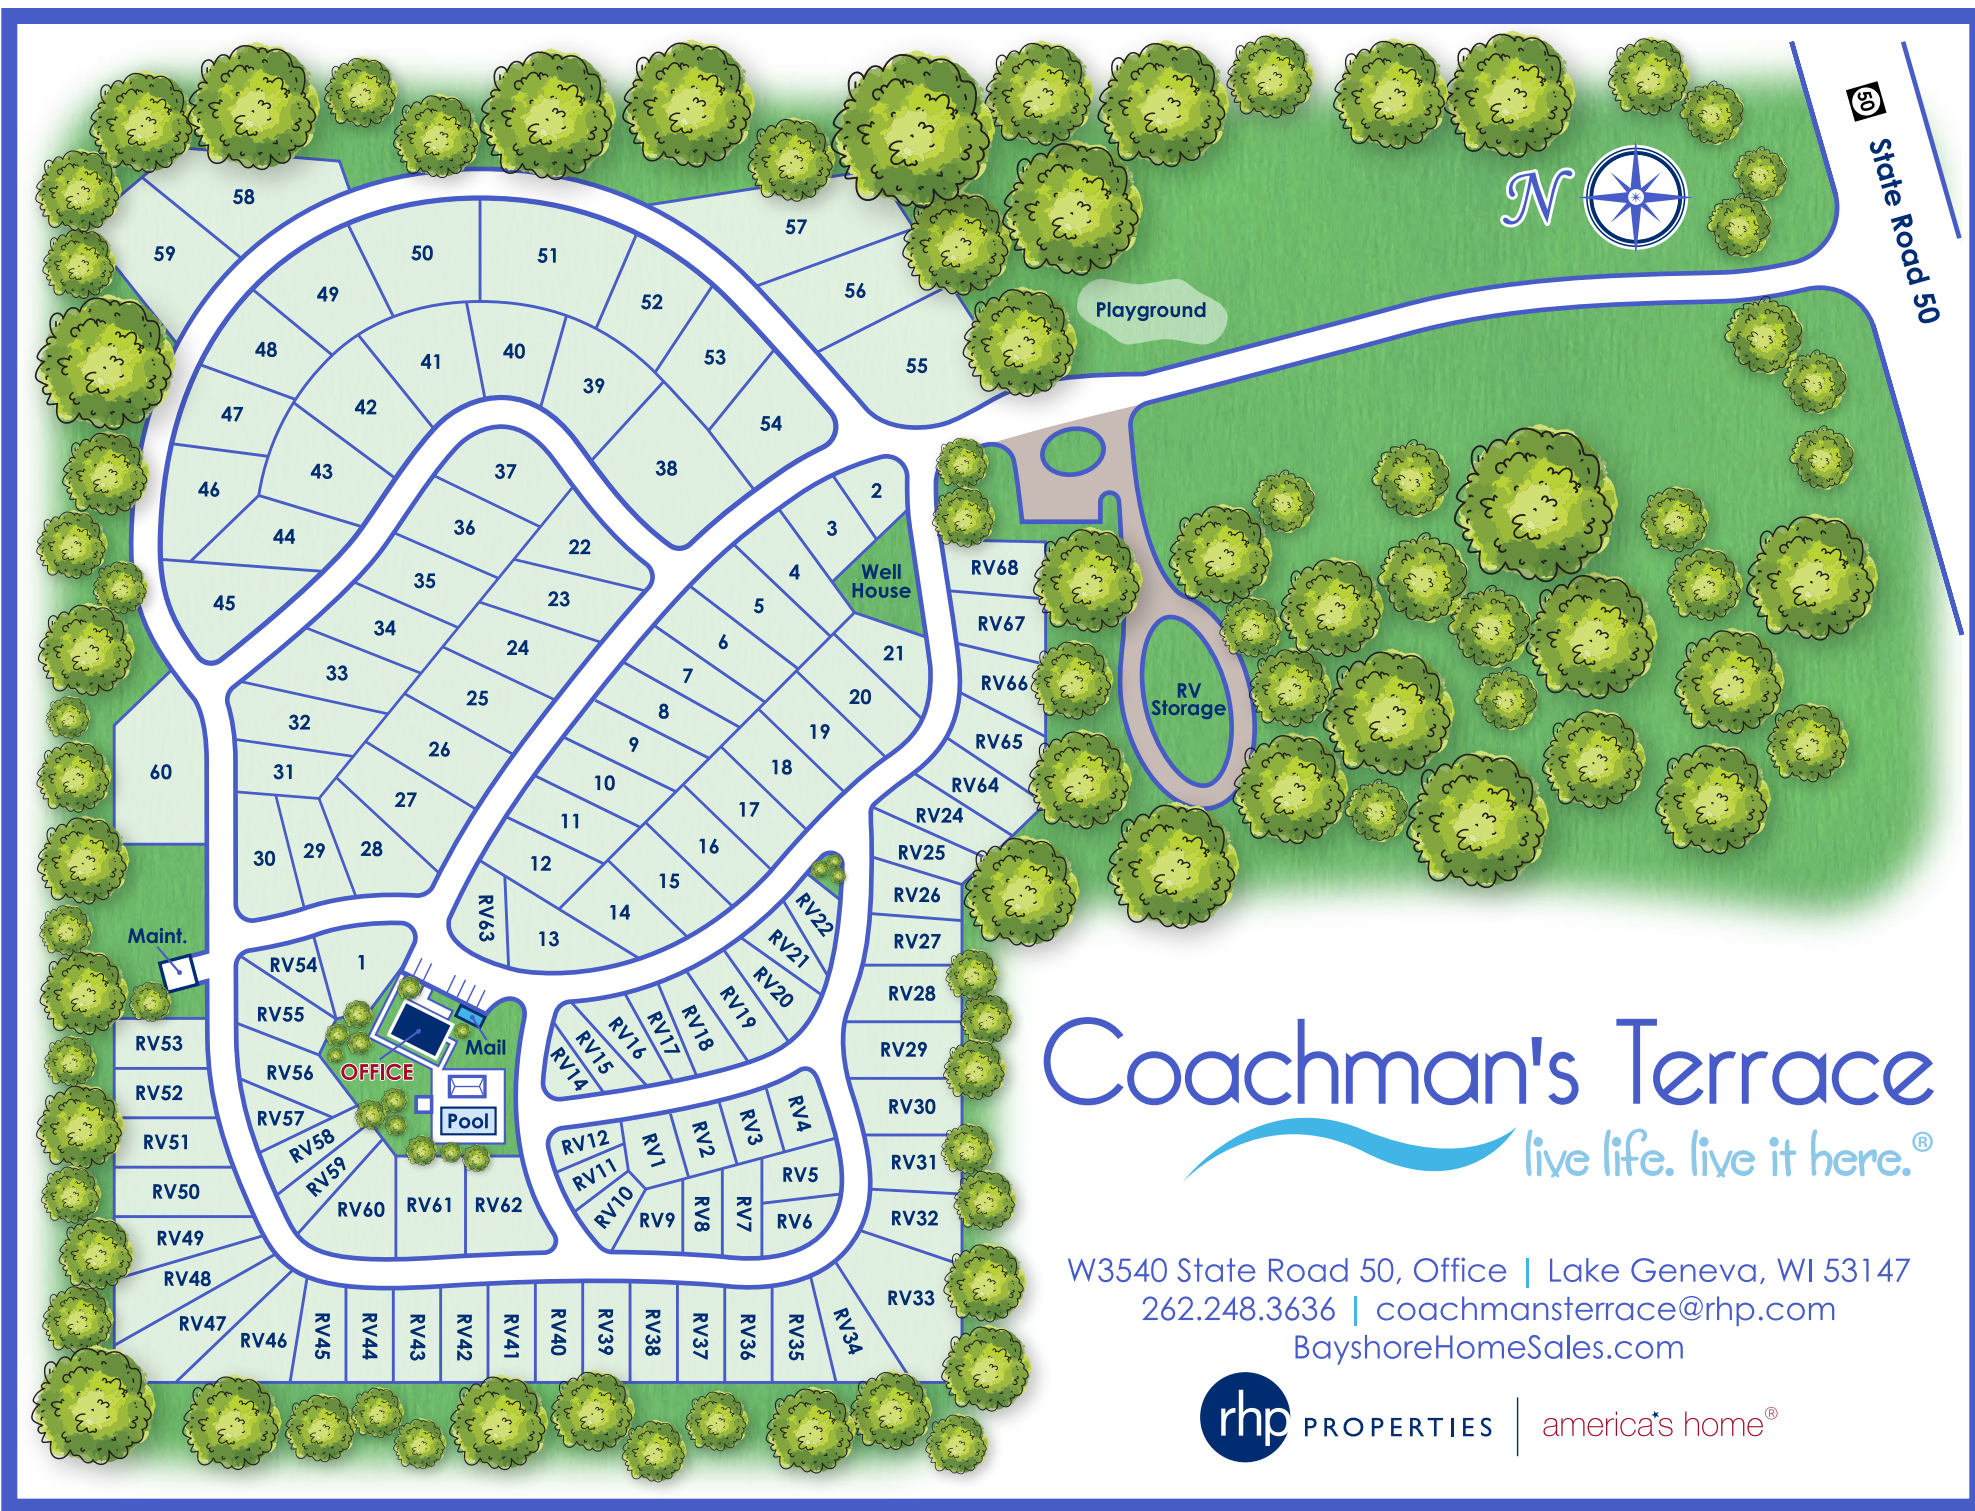 50
State Road 50
N
58
59
57
50
51
49
56
52
Playground
48
41
40
53
39
55
47
42
54
43
37
38
46
2
36
3
44
22
35
4
Well
House
RV68
45
23
5
34
24
6
RV67
21
33
7
RV66
25
20
RV
Storage
32
8
26
9
19
RV65
60
31
10
18
RV64
27
11
17
RV24
30
29
28
12
16
RV25
15
RV26
RV63
14
RV22
Maint.
13
RV21
RV27
RV54
1
RV20
RV28
RV55
RV19
RV18
RV17
RV16
RV15
RV14
RV53
Mail
RV29
RV56
OFFICE
RV52
RV57
Pool
RV30
RV4
RV3
RV2
RV1
RV12
RV51
RV58
RV31
RV11
RV5
RV59
RV50
RV10
RV60
RV61
RV62
RV9
RV8
RV7
RV6
RV32
RV49
RV48
RV33
RV47
RV46
RV45
RV44
RV43
RV42
RV41
RV40
RV39
RV38
RV37
RV36
RV35
RV34
Coachman's Terrace
live life. live it here.®
W3540 State Road 50, Office | Lake Geneva, WI 53147
262.248.3636 | coachmansterrace@rhp.com
BayshoreHomeSales.com
rhp PROPERTIES | america's home®